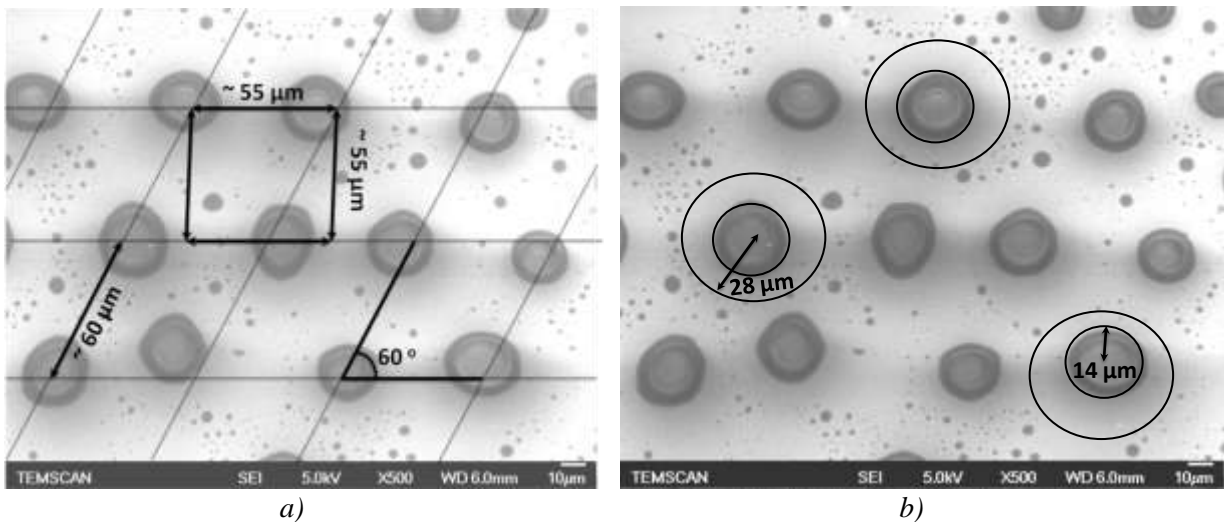 ~ 55 µm
~ 55 µm
~ 60 µm
60 °
TEMSCAN SEI 5.0kV X500 WD 6.0mm 10µm
a)
28 µm
14 µm
TEMSCAN SEI 5.0kV X500 WD 6.0mm 10µm
b)